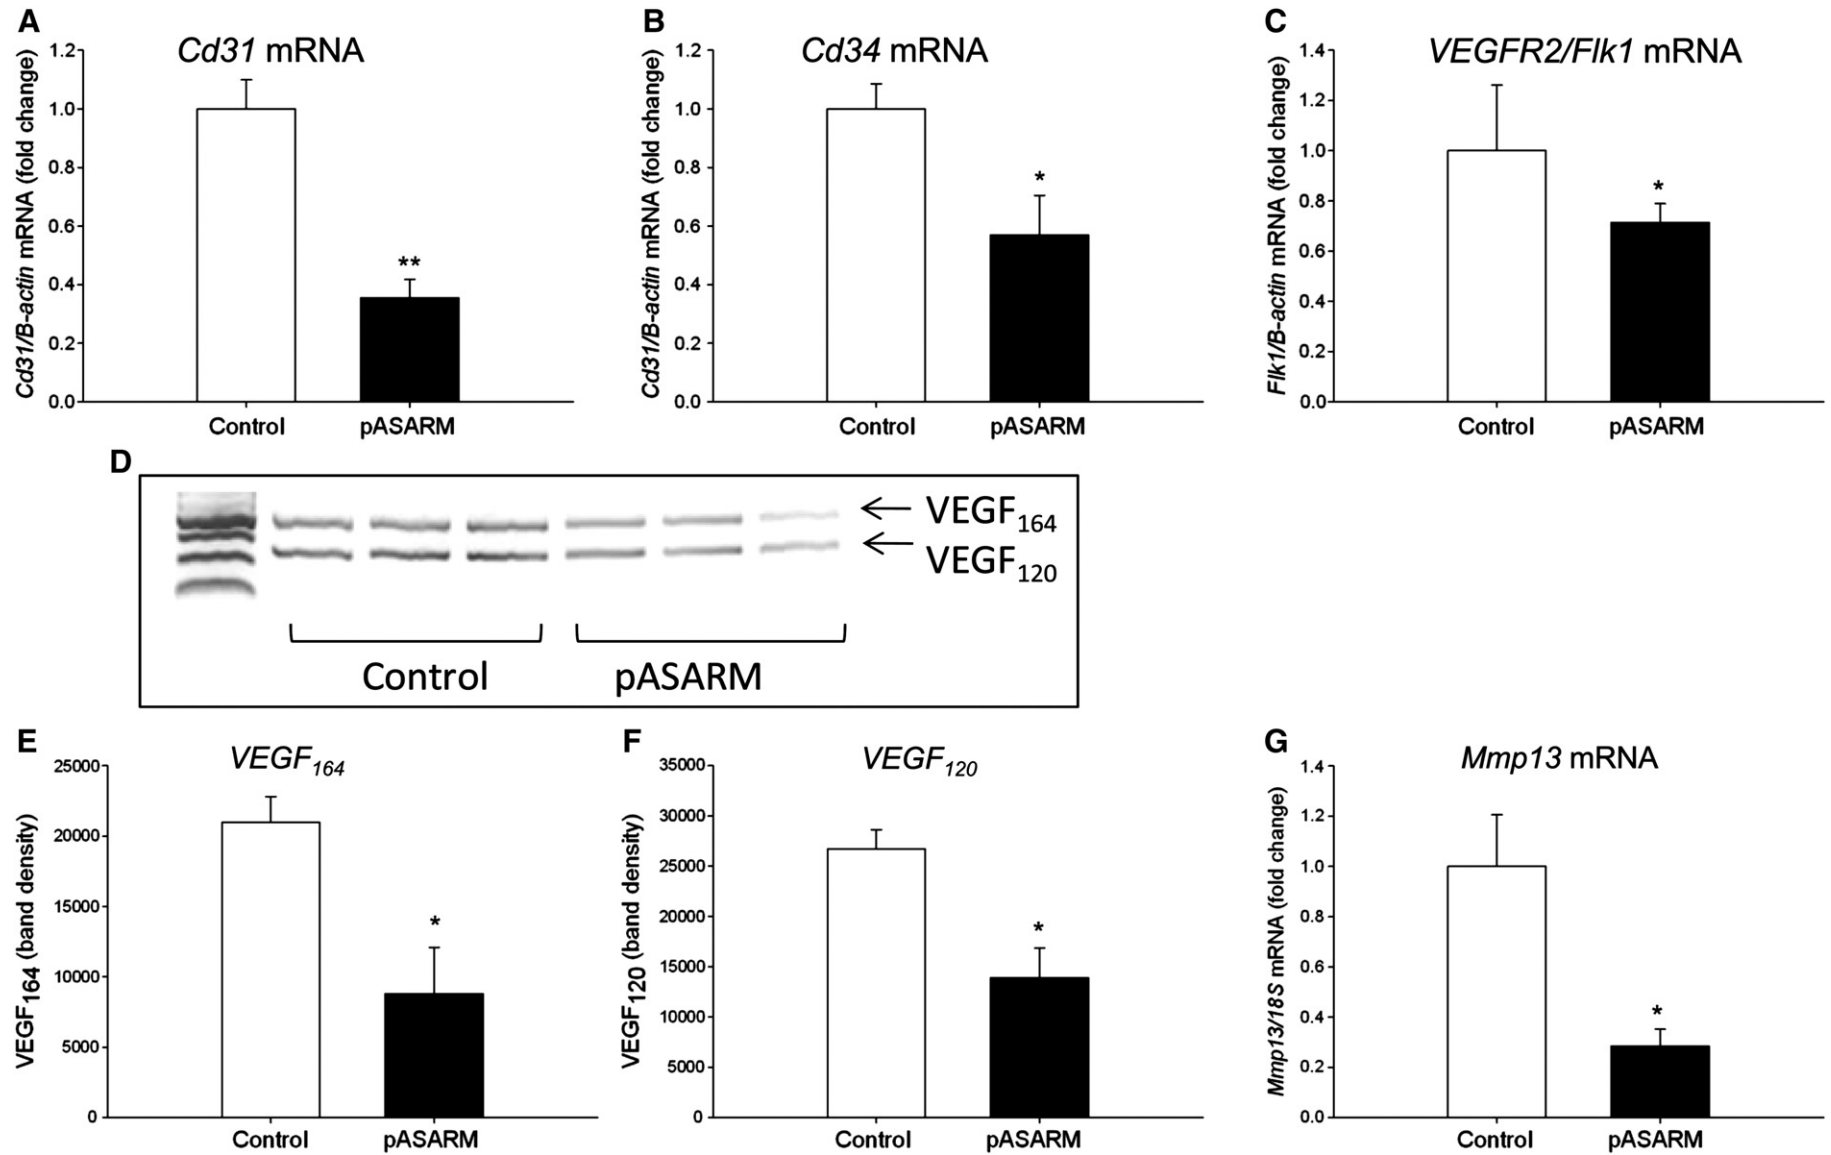 A
Cd31 mRNA
Cd31/B-actin mRNA (fold change)
1.2
1.0
0.8
0.6
0.4
0.2
0.0
**
Control
pASARM
B
Cd34 mRNA
Cd31/B-actin mRNA (fold change)
1.2
1.0
0.8
0.6
0.4
0.2
0.0
*
Control
pASARM
C
VEGFR2/Flk1 mRNA
Flk1/B-actin mRNA (fold change)
1.4
1.2
1.0
0.8
0.6
0.4
0.2
0.0
*
Control
pASARM
D
VEGF164
VEGF120
Control
pASARM
E
VEGF164
VEGF164 (band density)
25000
20000
15000
10000
5000
0
*
Control
pASARM
F
VEGF120
VEGF120 (band density)
35000
30000
25000
20000
15000
10000
5000
0
*
Control
pASARM
G
Mmp13 mRNA
Mmp13/18S mRNA (fold change)
1.4
1.2
1.0
0.8
0.6
0.4
0.2
0.0
*
Control
pASARM